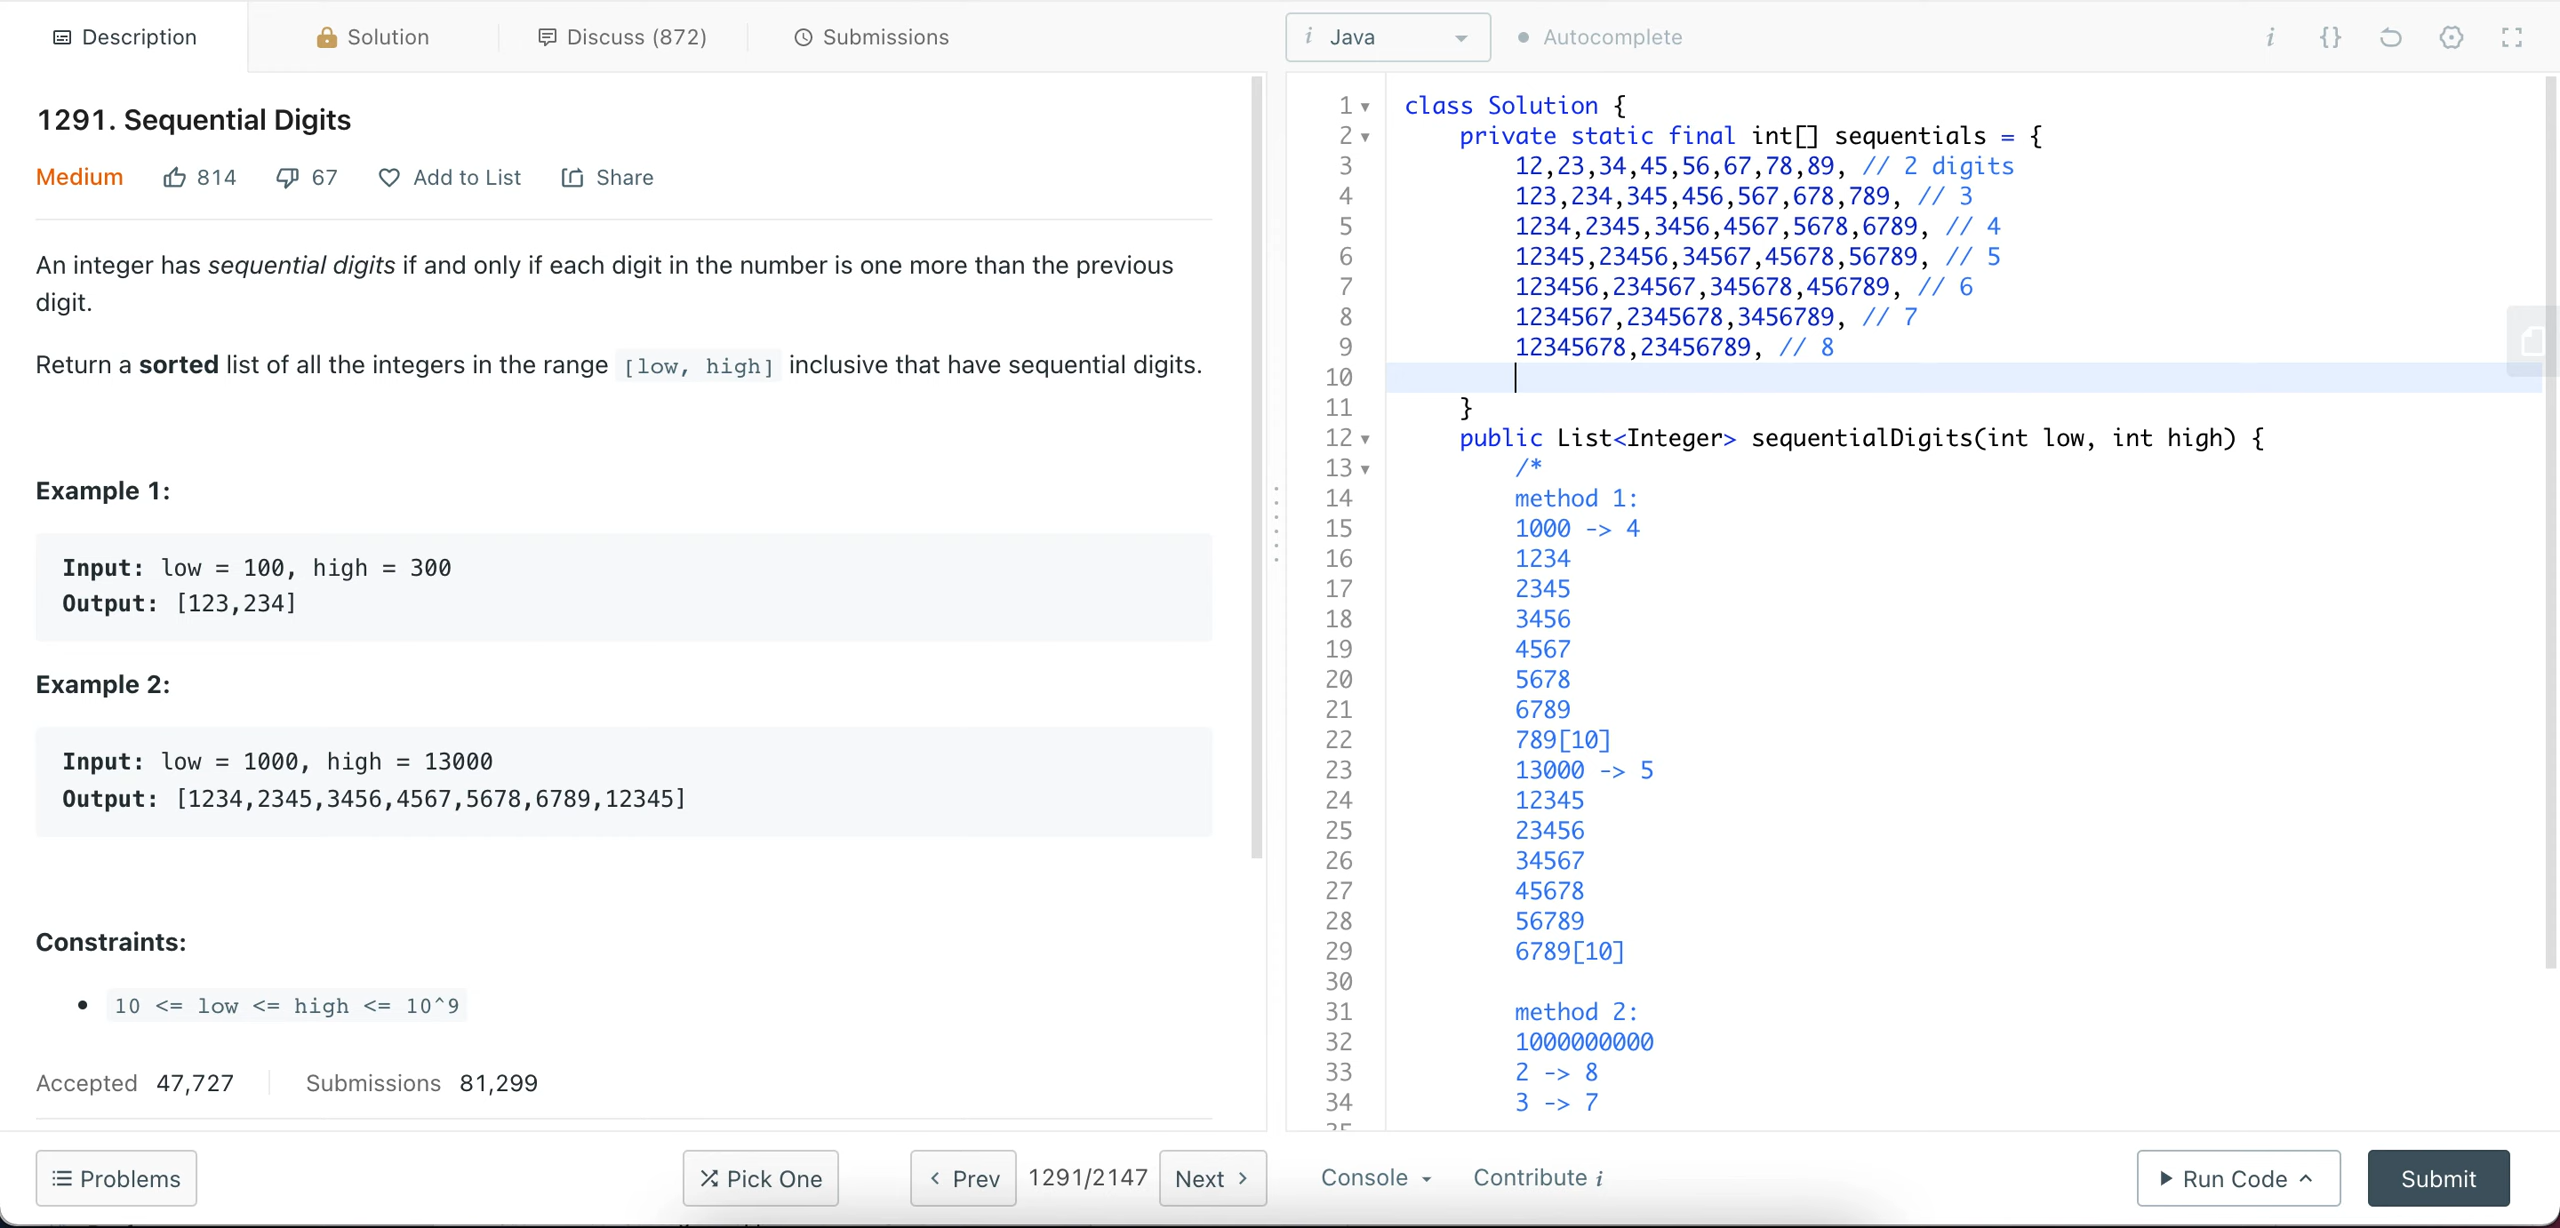 Description
Solution
Discuss (872)
Submissions
i Java
Autocomplete
i {}
1291. Sequential Digits
Medium 814 67 Add to List Share
An integer has sequential digits if and only if each digit in the number is one more than the previous
digit.
Return a sorted list of all the integers in the range [low, high] inclusive that have sequential digits.
Example 1:
Input: low = 100, high = 300
Output: [123,234]
Example 2:
Input: low = 1000, high = 13000
Output: [1234,2345,3456,4567,5678,6789,12345]
Constraints:
10 <= low <= high <= 10^9
Accepted 47,727 Submissions 81,299
1 class Solution {
2 private static final int[] sequentials = {
3 12,23,34,45,56,67,78,89, // 2 digits
4 123,234,345,456,567,678,789, // 3
5 1234,2345,3456,4567,5678,6789, // 4
6 12345,23456,34567,45678,56789, // 5
7 123456,234567,345678,456789, // 6
8 1234567,2345678,3456789, // 7
9 12345678,23456789, // 8
10
11 }
12 public List<Integer> sequentialDigits(int low, int high) {
13 /*
14 method 1:
15 1000 -> 4
16 1234
17 2345
18 3456
19 4567
20 5678
21 6789
22 789[10]
23 13000 -> 5
24 12345
25 23456
26 34567
27 45678
28 56789
29 6789[10]
30
31 method 2:
32 1000000000
33 2 -> 8
34 3 -> 7
Problems
Pick One
< Prev
1291/2147
Next >
Console
Contribute i
Run Code
Submit